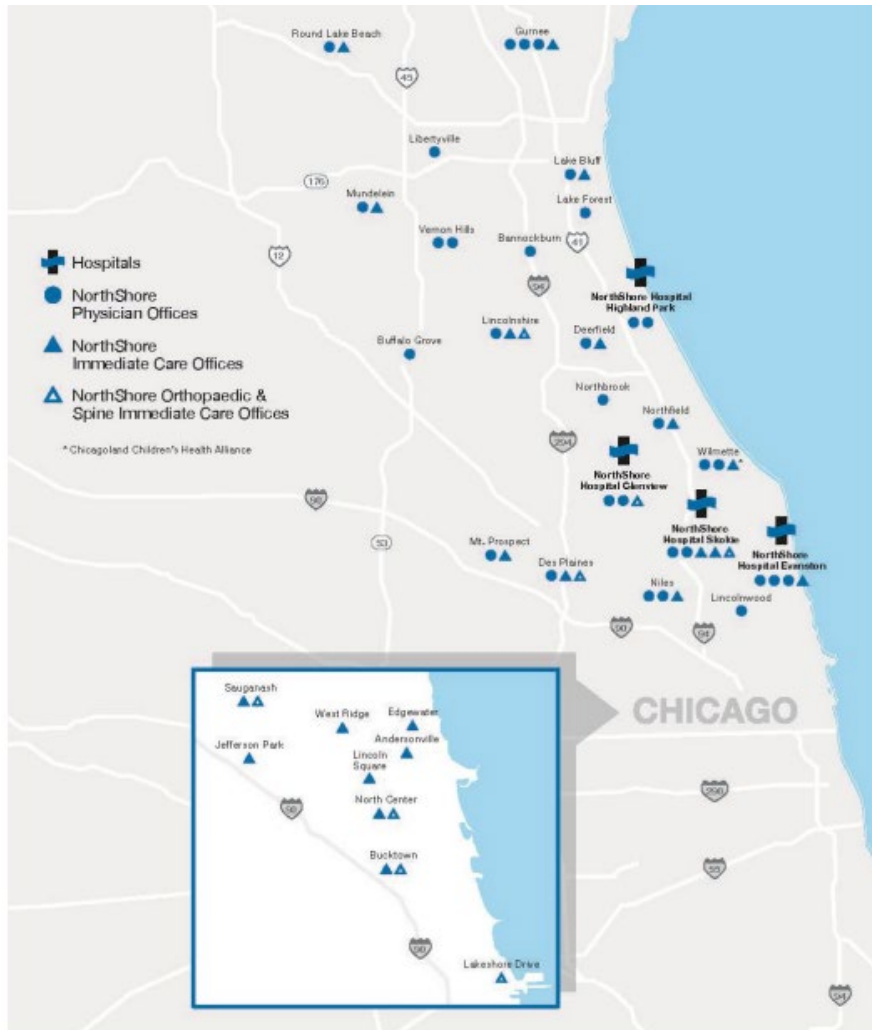 Round Lake Beach
Gurnee
45
Libertyville
Lake Bluff
176
Mundelein
Lake Forest
Vernon Hills
Bannockburn
41
12
Hospitals
94
NorthShore
Physician Offices
NorthShore Hospital
Highland Park
Lincolnshire
Deerfield
Buffalo Grove
NorthShore
Immediate Care Offices
NorthShore Orthopaedic &
Spine Immediate Care Offices
Northbrook
Northfield
* Chicagoland Children's Health Alliance
294
Wilmette
*
NorthShore
Hospital Glenview
90
NorthShore
Hospital Skokie
53
Mt. Prospect
Des Plaines
NorthShore
Hospital Evanston
Niles
Lincolnwood
90
94
Sauganash
West Ridge
Edgewater
CHICAGO
Jefferson Park
Andersonville
Lincoln
Square
North Center
90
290
Bucktown
55
90
Lakeshore Drive
94